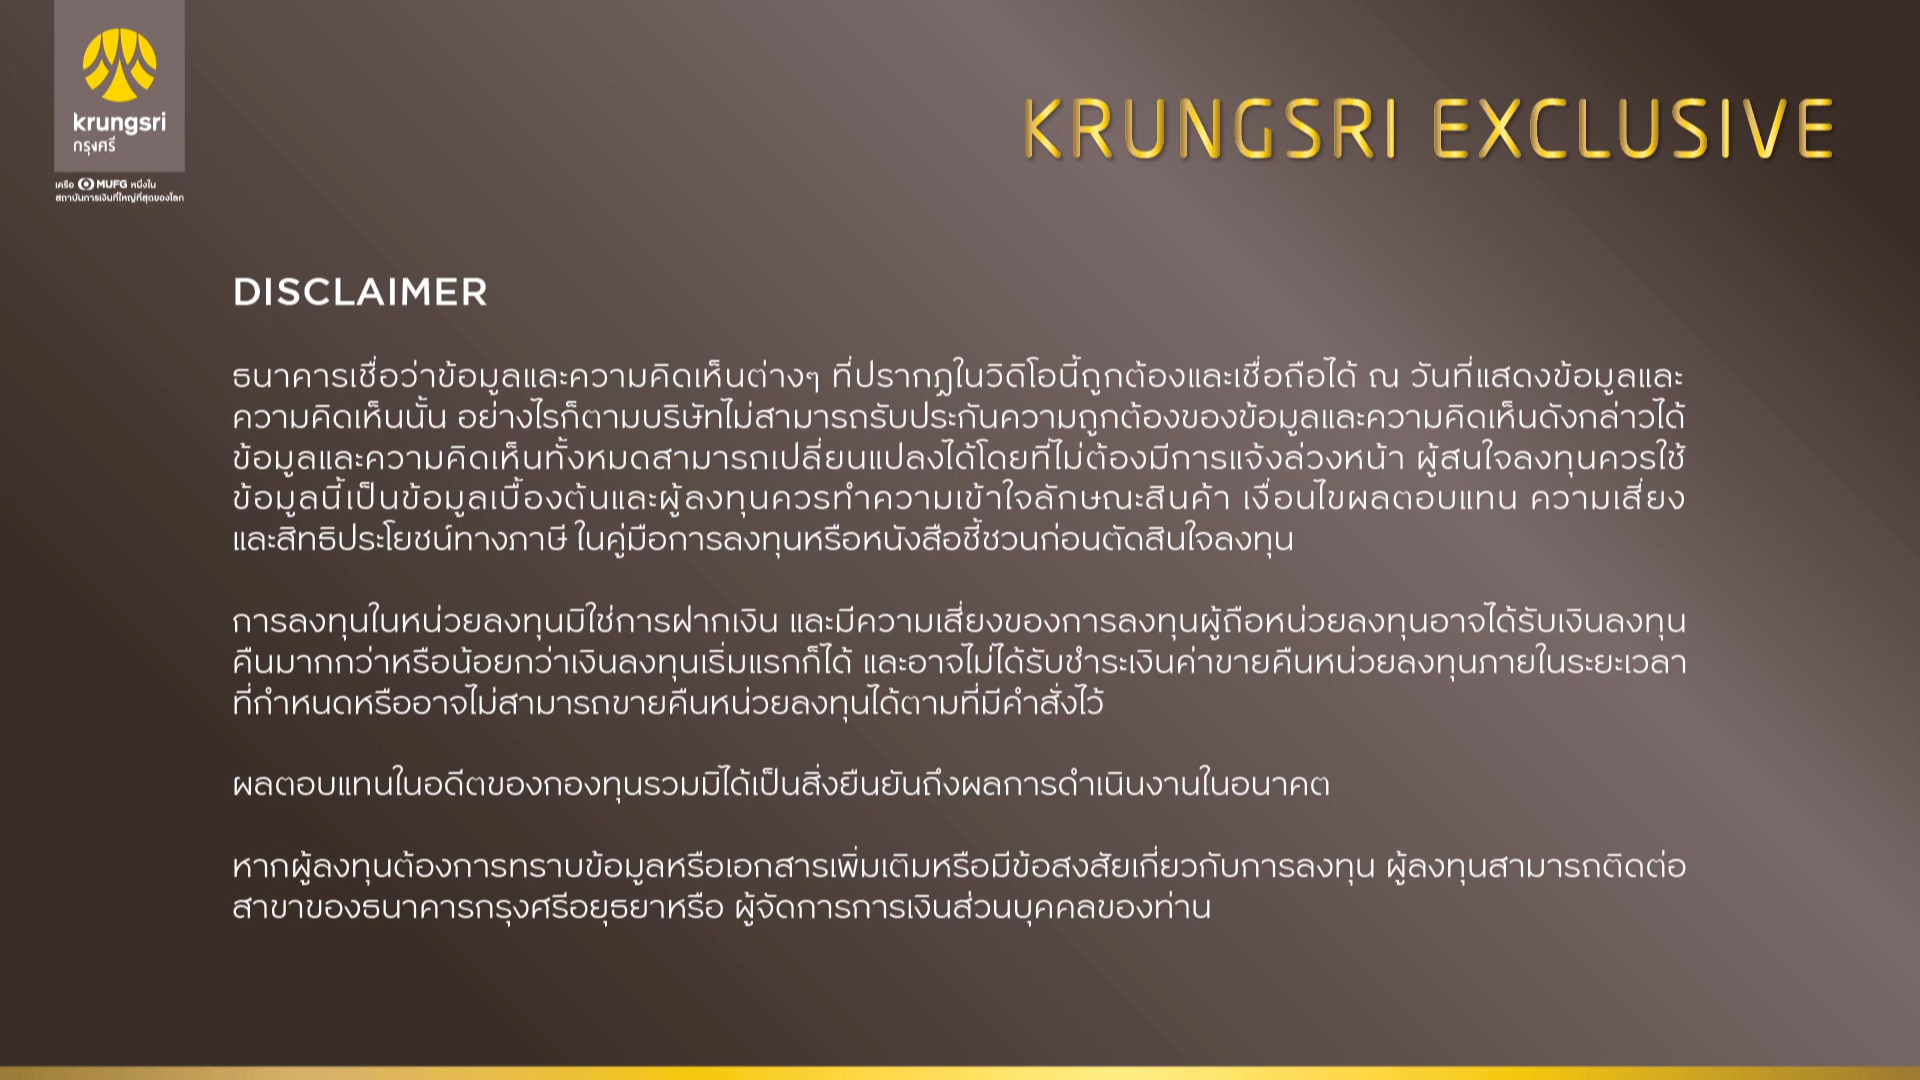 krungsri
กรุงศรี
เครือ MUFG หนึ่งใน
สถาบันการเงินที่ใหญ่ที่สุดของโลก
KRUNGSRI EXCLUSIVE
DISCLAIMER
ธนาคารเชื่อว่าข้อมูลและความคิดเห็นต่างๆ ที่ปรากฏในวิดิโอนี้ถูกต้องและเชื่อถือได้ ณ วันที่แสดงข้อมูลและ
ความคิดเห็นนั้น อย่างไรก็ตามบริษัทไม่สามารถรับประกันความถูกต้องของข้อมูลและความคิดเห็นดังกล่าวได้
ข้อมูลและความคิดเห็นทั้งหมดสามารถเปลี่ยนแปลงได้โดยที่ไม่ต้องมีการแจ้งล่วงหน้า ผู้สนใจลงทุนควรใช้
ข้อมูลนี้เป็นข้อมูลเบื้องต้นและผู้ลงทุนควรทำความเข้าใจลักษณะสินค้า เงื่อนไขผลตอบแทน ความเสี่ยง
และสิทธิประโยชน์ทางภาษี ในคู่มือการลงทุนหรือหนังสือชี้ชวนก่อนตัดสินใจลงทุน
การลงทุนในหน่วยลงทุนมิใช่การฝากเงิน และมีความเสี่ยงของการลงทุนผู้ถือหน่วยลงทุนอาจได้รับเงินลงทุน
คืนมากกว่าหรือน้อยกว่าเงินลงทุนเริ่มแรกก็ได้ และอาจไม่ได้รับชำระเงินค่าขายคืนหน่วยลงทุนภายในระยะเวลา
ที่กำหนดหรืออาจไม่สามารถขายคืนหน่วยลงทุนได้ตามที่มีคำสั่งไว้
ผลตอบแทนในอดีตของกองทุนรวมมิได้เป็นสิ่งยืนยันถึงผลการดำเนินงานในอนาคต
หากผู้ลงทุนต้องการทราบข้อมูลหรือเอกสารเพิ่มเติมหรือมีข้อสงสัยเกี่ยวกับการลงทุน ผู้ลงทุนสามารถติดต่อ
สาขาของธนาคารกรุงศรีอยุธยาหรือ ผู้จัดการการเงินส่วนบุคคลของท่าน